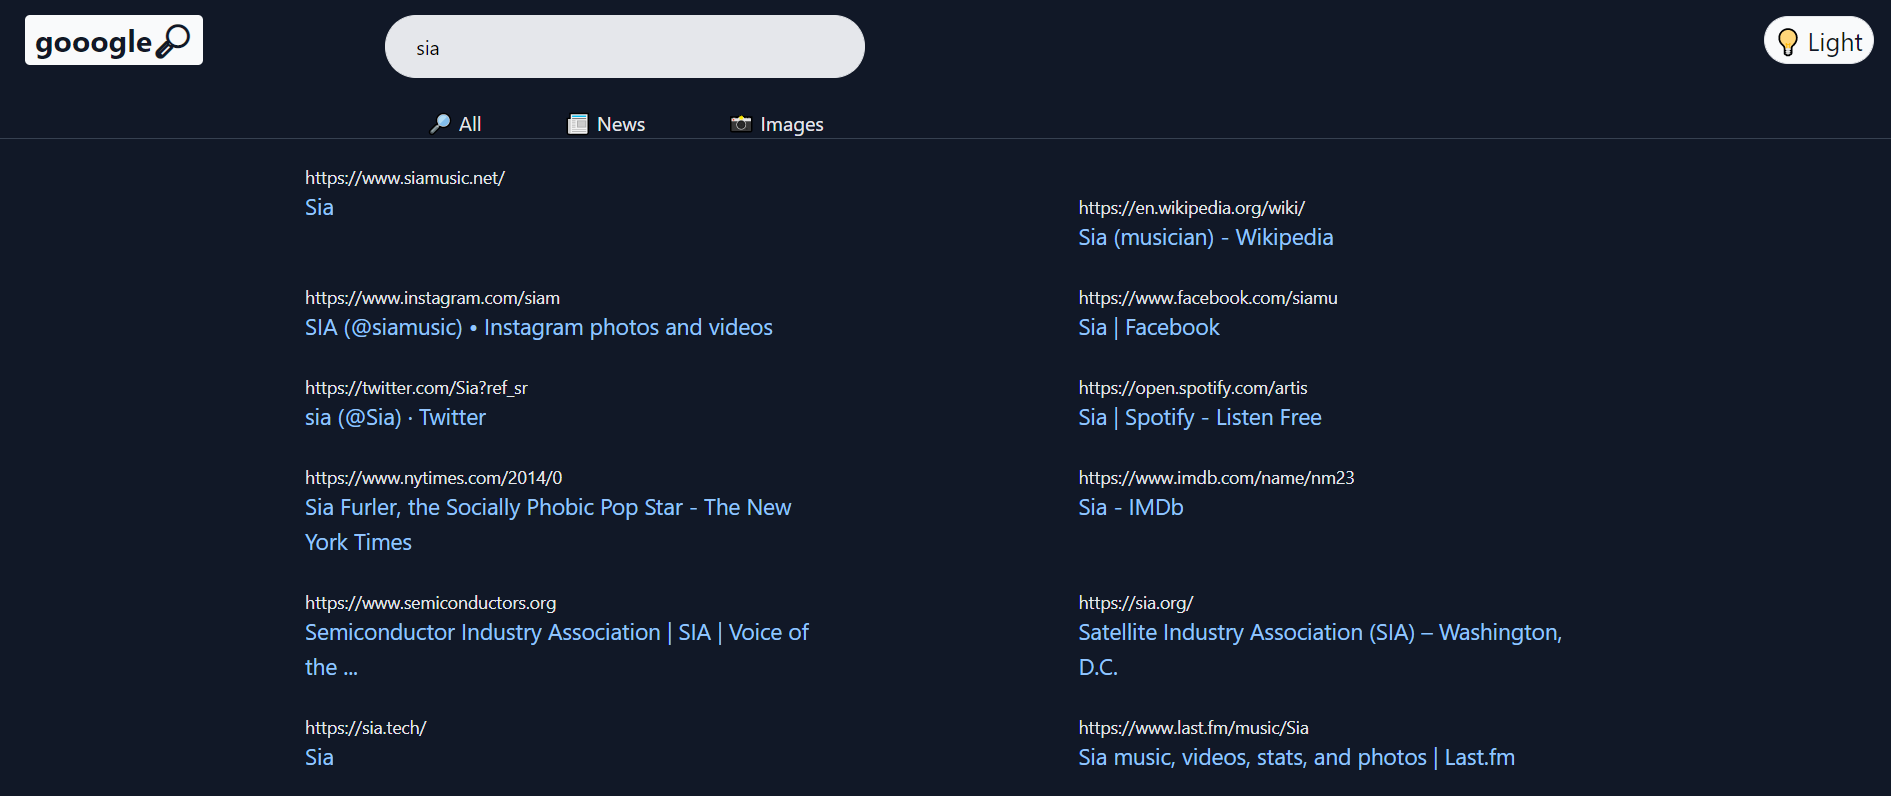 gooogle
sia
Light
All
News
Images
https://www.siamusic.net/
Sia
https://en.wikipedia.org/wiki/
Sia (musician) - Wikipedia
https://www.instagram.com/siam
SIA (@siamusic) • Instagram photos and videos
https://www.facebook.com/siamu
Sia | Facebook
https://twitter.com/Sia?ref_sr
sia (@Sia) · Twitter
https://open.spotify.com/artis
Sia | Spotify - Listen Free
https://www.nytimes.com/2014/0
Sia Furler, the Socially Phobic Pop Star - The New
York Times
https://www.imdb.com/name/nm23
Sia - IMDb
https://www.semiconductors.org
Semiconductor Industry Association | SIA | Voice of
the ...
https://sia.org/
Satellite Industry Association (SIA) – Washington,
D.C.
https://sia.tech/
Sia
https://www.last.fm/music/Sia
Sia music, videos, stats, and photos | Last.fm